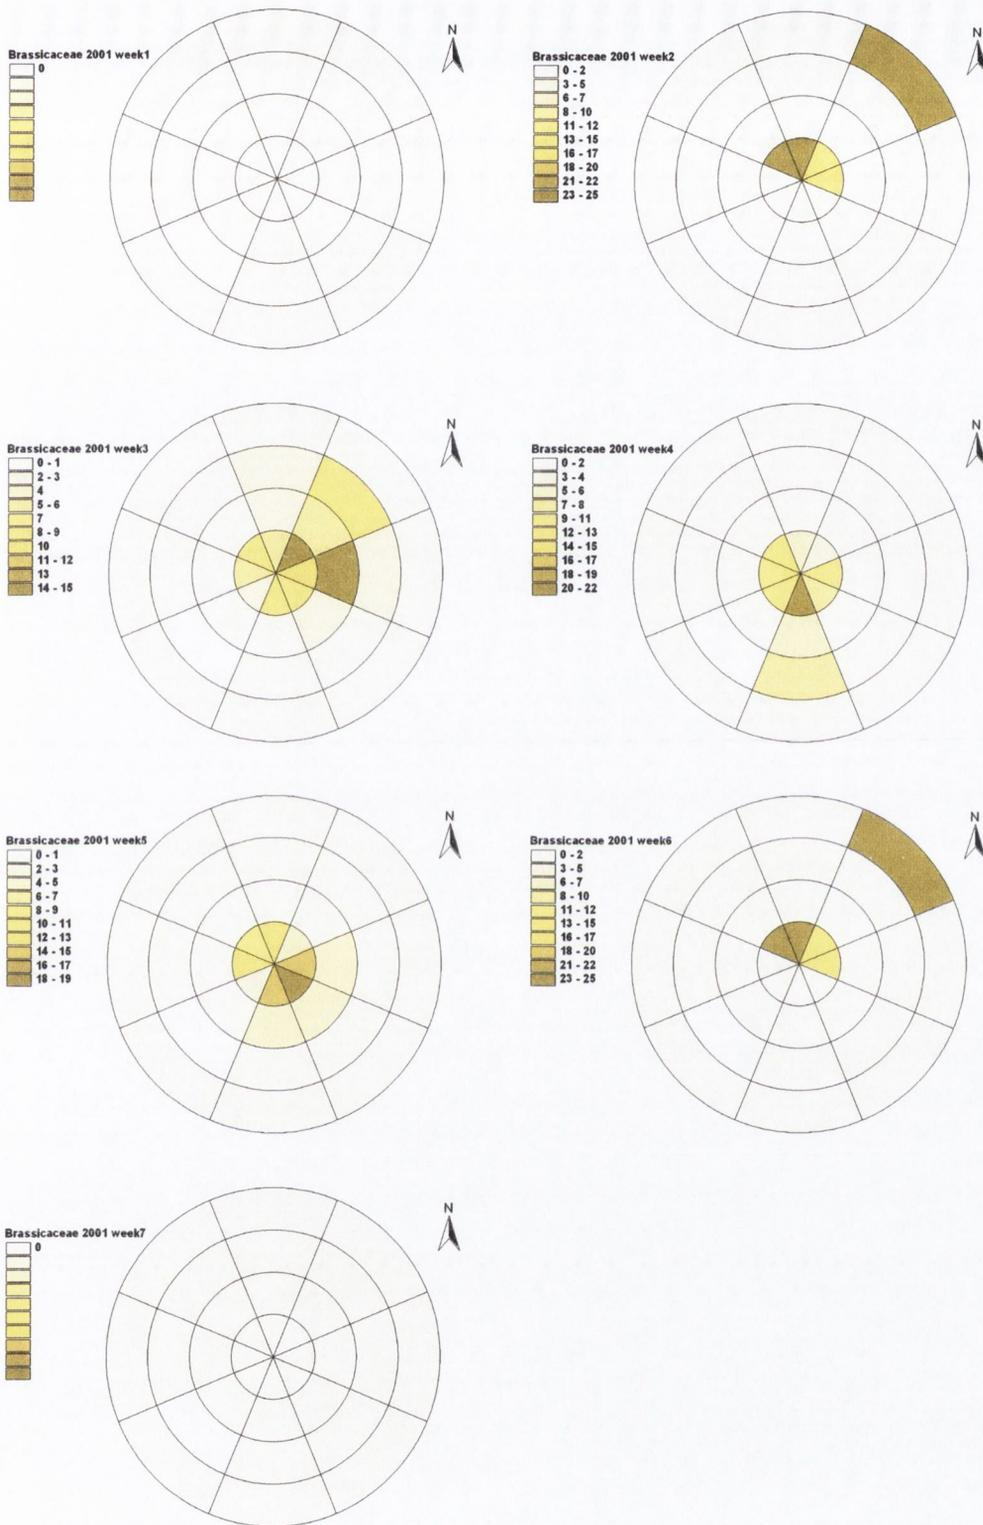 Brassicaceae 2001 week1
0
N
Brassicaceae 2001 week2
0 - 2
3 - 5
6 - 7
8 - 10
11 - 12
13 - 15
16 - 17
18 - 20
21 - 22
23 - 25
N
Brassicaceae 2001 week3
0 - 1
2 - 3
4
5 - 6
7
8 - 9
10
11 - 12
13
14 - 15
N
Brassicaceae 2001 week4
0 - 2
3 - 4
5 - 6
7 - 8
9 - 11
12 - 13
14 - 15
16 - 17
18 - 19
20 - 22
N
Brassicaceae 2001 week5
0 - 1
2 - 3
4 - 5
6 - 7
8 - 9
10 - 11
12 - 13
14 - 15
16 - 17
18 - 19
N
Brassicaceae 2001 week6
0 - 2
3 - 5
6 - 7
8 - 10
11 - 12
13 - 15
16 - 17
18 - 20
21 - 22
23 - 25
N
Brassicaceae 2001 week7
0
N